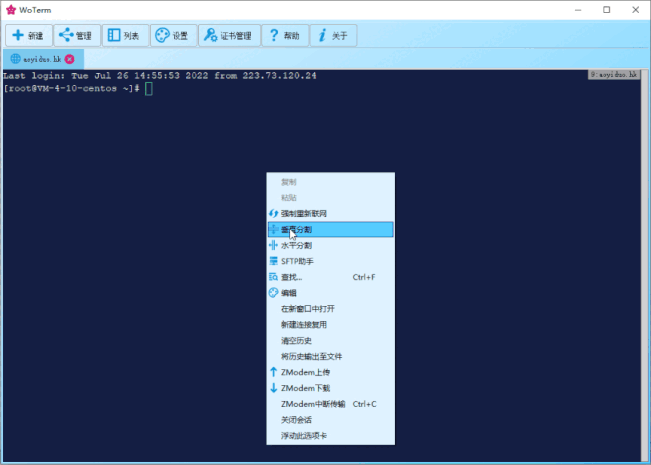 WoTerm
新建 管理 列表 设置 证书管理 帮助 关于
aoyiduo.hk
Last login: Tue Jul 26 14:55:53 2022 from 223.73.120.24
0:aoyiduo.hk
[root@VM-4-10-centos ~]#
复制
粘贴
强制重新联网
垂直分割
水平分割
SFTP助手
查找... Ctrl+F
编辑
在新窗口中打开
新建连接复用
清空历史
将历史输出至文件
ZModem上传
ZModem下载
ZModem中断传输 Ctrl+C
关闭会话
浮动此选项卡